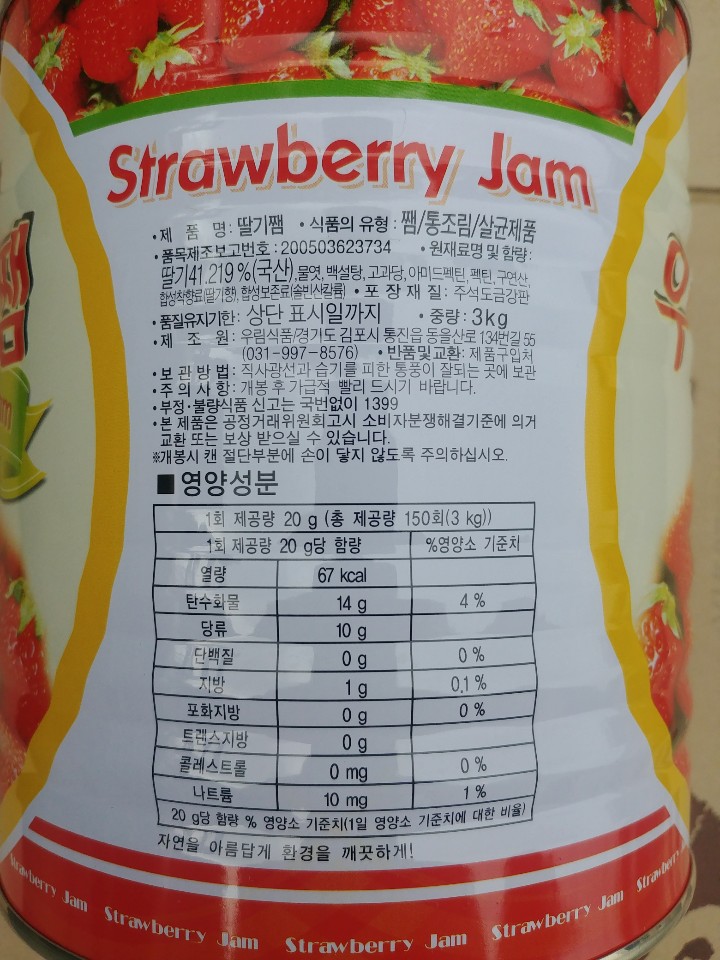 Strawberry Jam
•제 품 명: 딸기쨈 •식품의 유형: 쨈/통조림/살균제품
•품목제조보고번호: 200503623734 •원재료명 및 함량:
딸기41.219%(국산),물엿, 백설탕, 고과당, 아미드펙틴, 펙틴, 구연산,
합성착향료(딸기향), 합성보존료(솔빈산칼륨) •포 장 재 질: 주석도금강판
•품질유지기한: 상단 표시일까지 •중량: 3kg
•제 조 원: 우림식품/경기도 김포시 통진읍 동을산로 134번길 55
(031-997-8576) •반품및교환: 제품구입처
•보 관 방 법: 직사광선과 습기를 피한 통풍이 잘되는 곳에 보관
•주 의 사 항: 개봉후 가급적 빨리 드시기 바랍니다.
•부정·불량식품 신고는 국번없이 1399
•본 제품은 공정거래위원회고시 소비자분쟁해결기준에 의거
교환 또는 보상 받으실 수 있습니다.
※개봉시 캔 절단부분에 손이 닿지 않도록 주의하십시오.
■영양성분
1회 제공량 20 g (총 제공량 150회(3 kg))
1회 제공량 20 g당 함량 %영양소 기준치
열량 67 kcal
탄수화물 14 g 4 %
당류 10 g
단백질 0 g 0 %
지방 1 g 0.1 %
포화지방 0 g 0 %
트랜스지방 0 g
콜레스트롤 0 mg 0 %
나트륨 10 mg 1 %
20 g당 함량 % 영양소 기준치(1일 영양소 기준치에 대한 비율)
자연을 아름답게 환경을 깨끗하게!
Strawberry Jam Strawberry Jam Strawberry Jam Strawberry Jam Strawberry
쨈
우